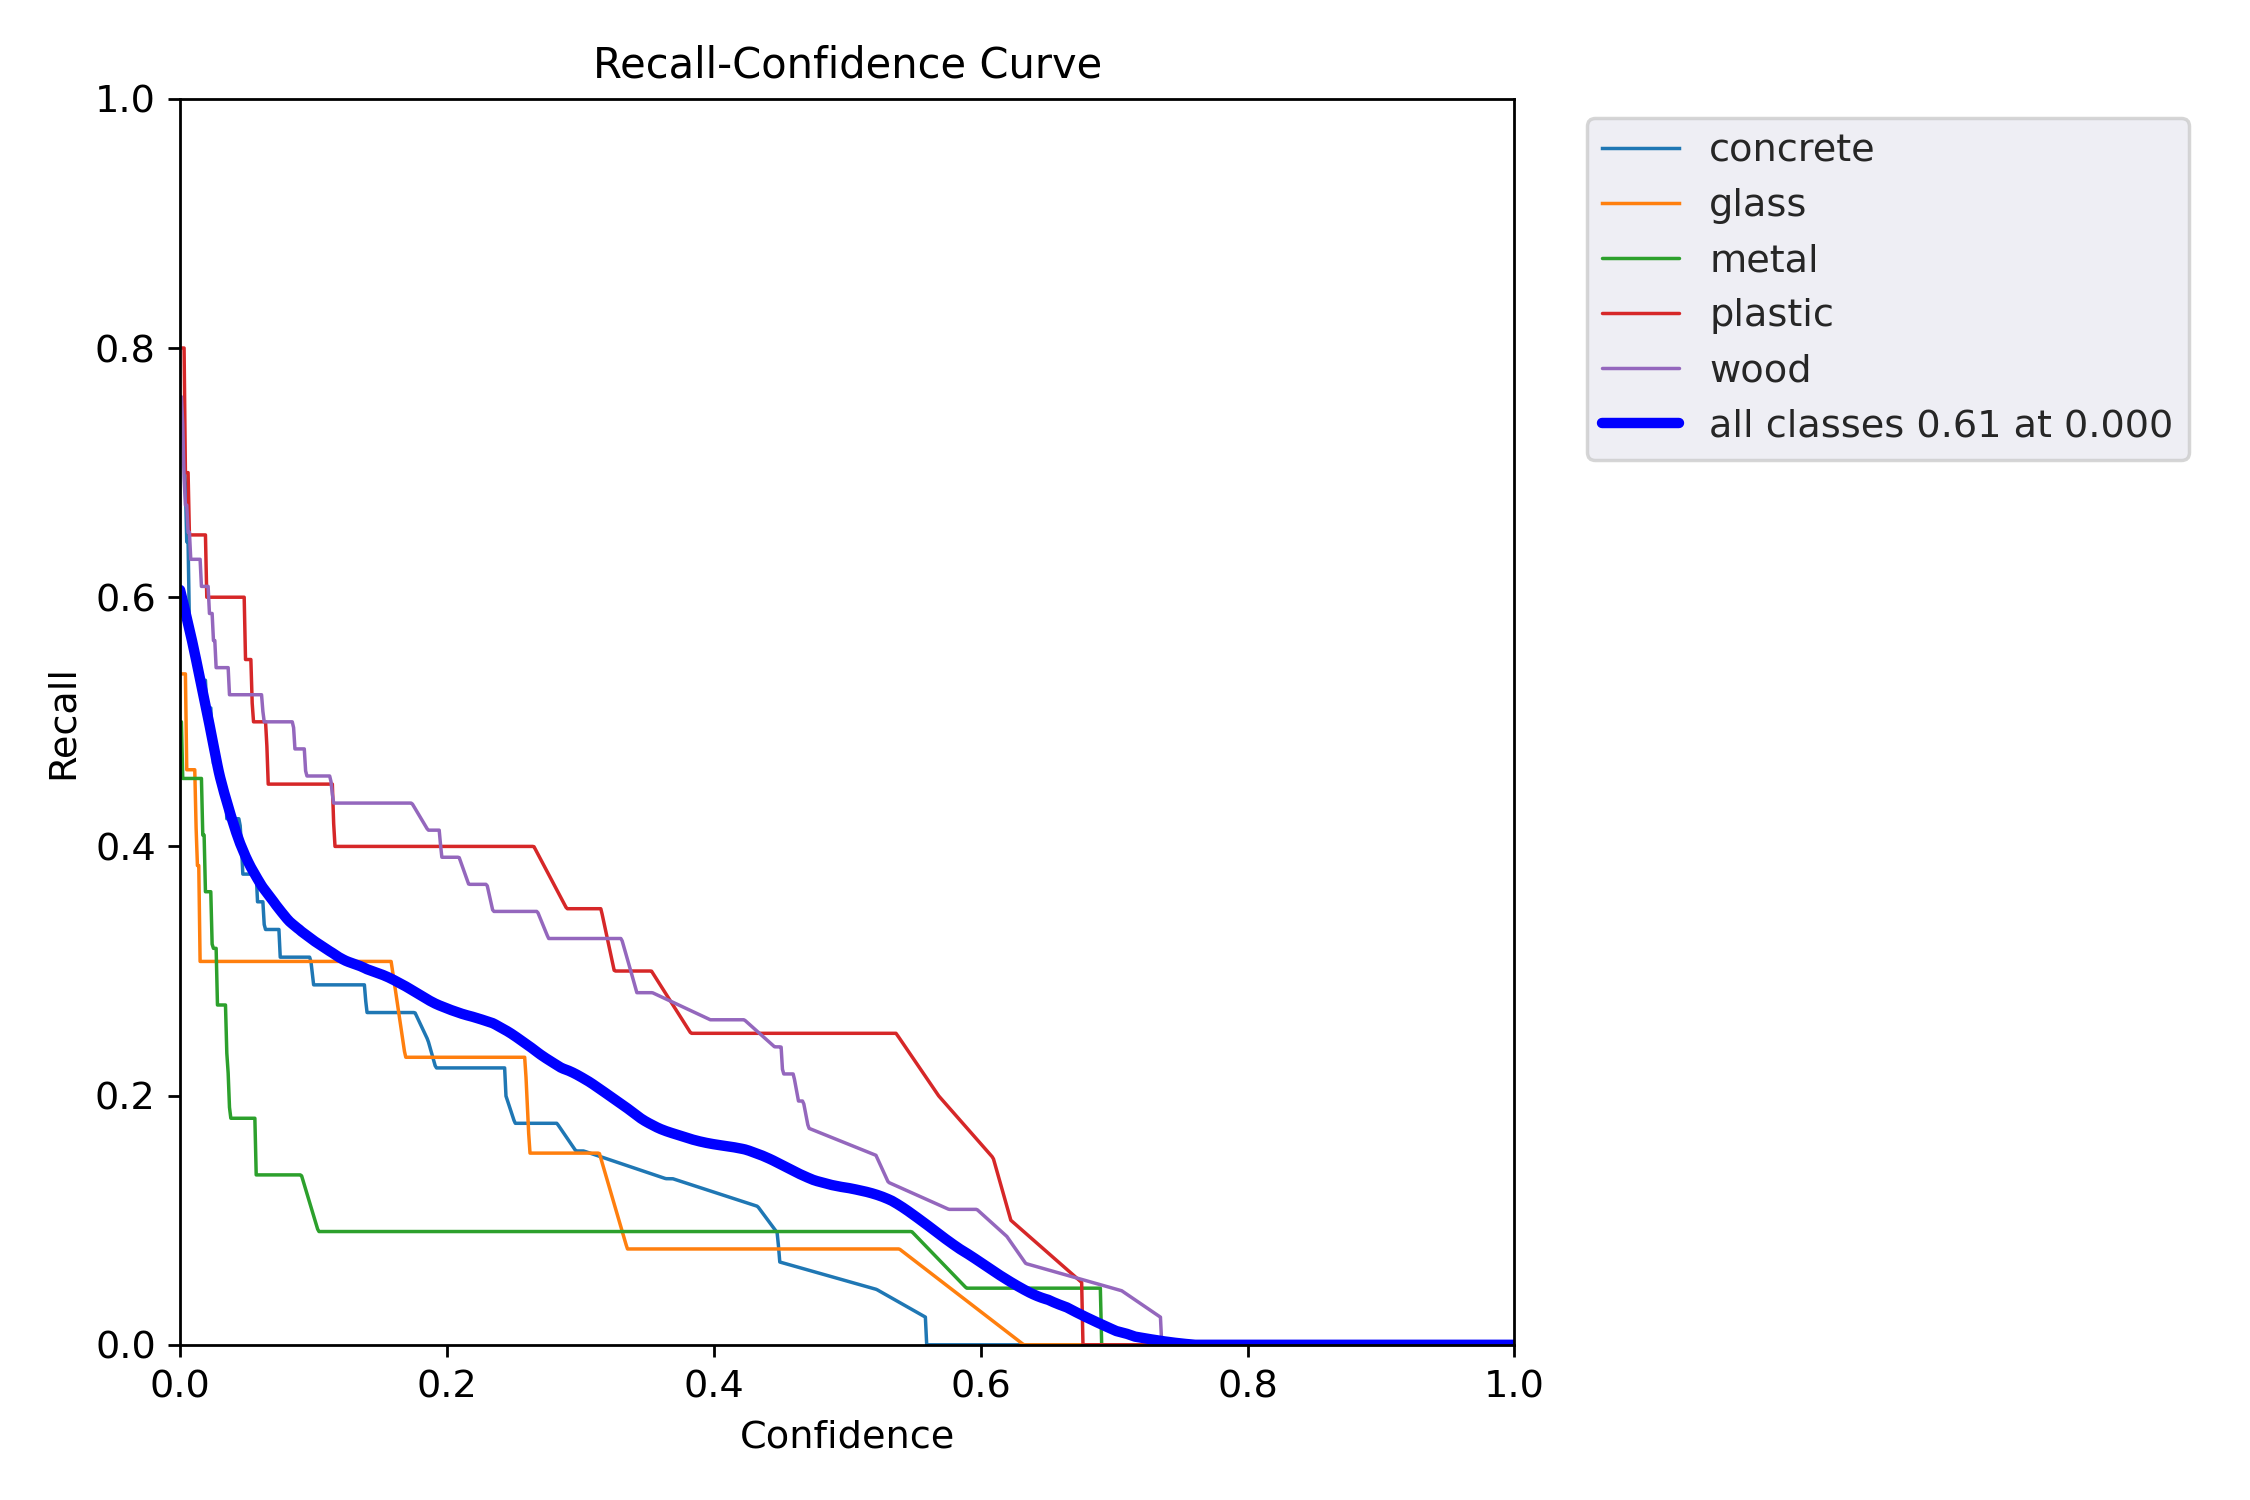 Recall-Confidence Curve
1.0
0.8
0.6
0.4
0.2
0.0
Recall
0.0 0.2 0.4 0.6 0.8 1.0
Confidence
concrete
glass
metal
plastic
wood
all classes 0.61 at 0.000